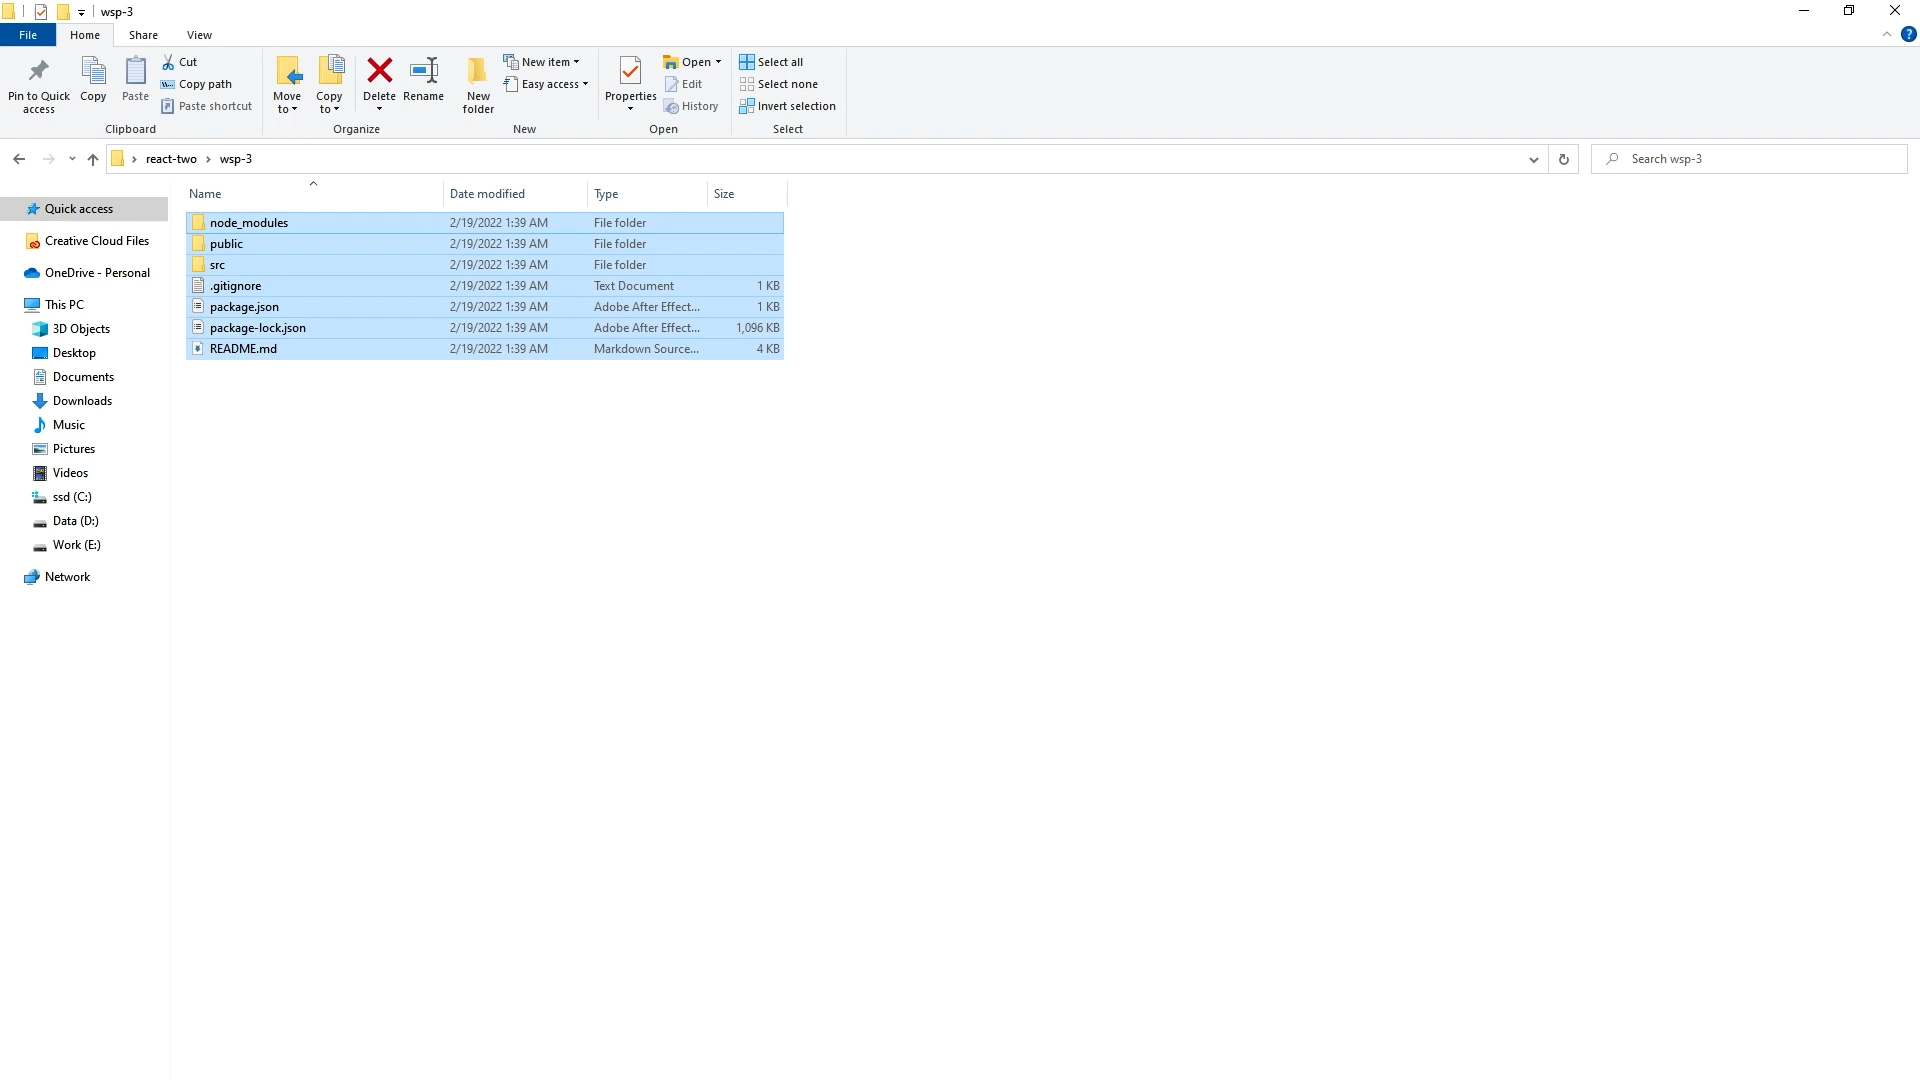 wsp-3
File Home Share View
Pin to Quick access Copy Paste Cut Copy path Paste shortcut Move to Copy to Delete Rename New folder New item Easy access Properties Open Edit History Select all Select none Invert selection
Clipboard Organize New Open Select
react-two wsp-3 Search wsp-3
Name Date modified Type Size
node_modules 2/19/2022 1:39 AM File folder
public 2/19/2022 1:39 AM File folder
src 2/19/2022 1:39 AM File folder
.gitignore 2/19/2022 1:39 AM Text Document 1 KB
package.json 2/19/2022 1:39 AM Adobe After Effect... 1 KB
package-lock.json 2/19/2022 1:39 AM Adobe After Effect... 1,096 KB
README.md 2/19/2022 1:39 AM Markdown Source... 4 KB
Quick access
Creative Cloud Files
OneDrive - Personal
This PC
3D Objects
Desktop
Documents
Downloads
Music
Pictures
Videos
ssd (C:)
Data (D:)
Work (E:)
Network